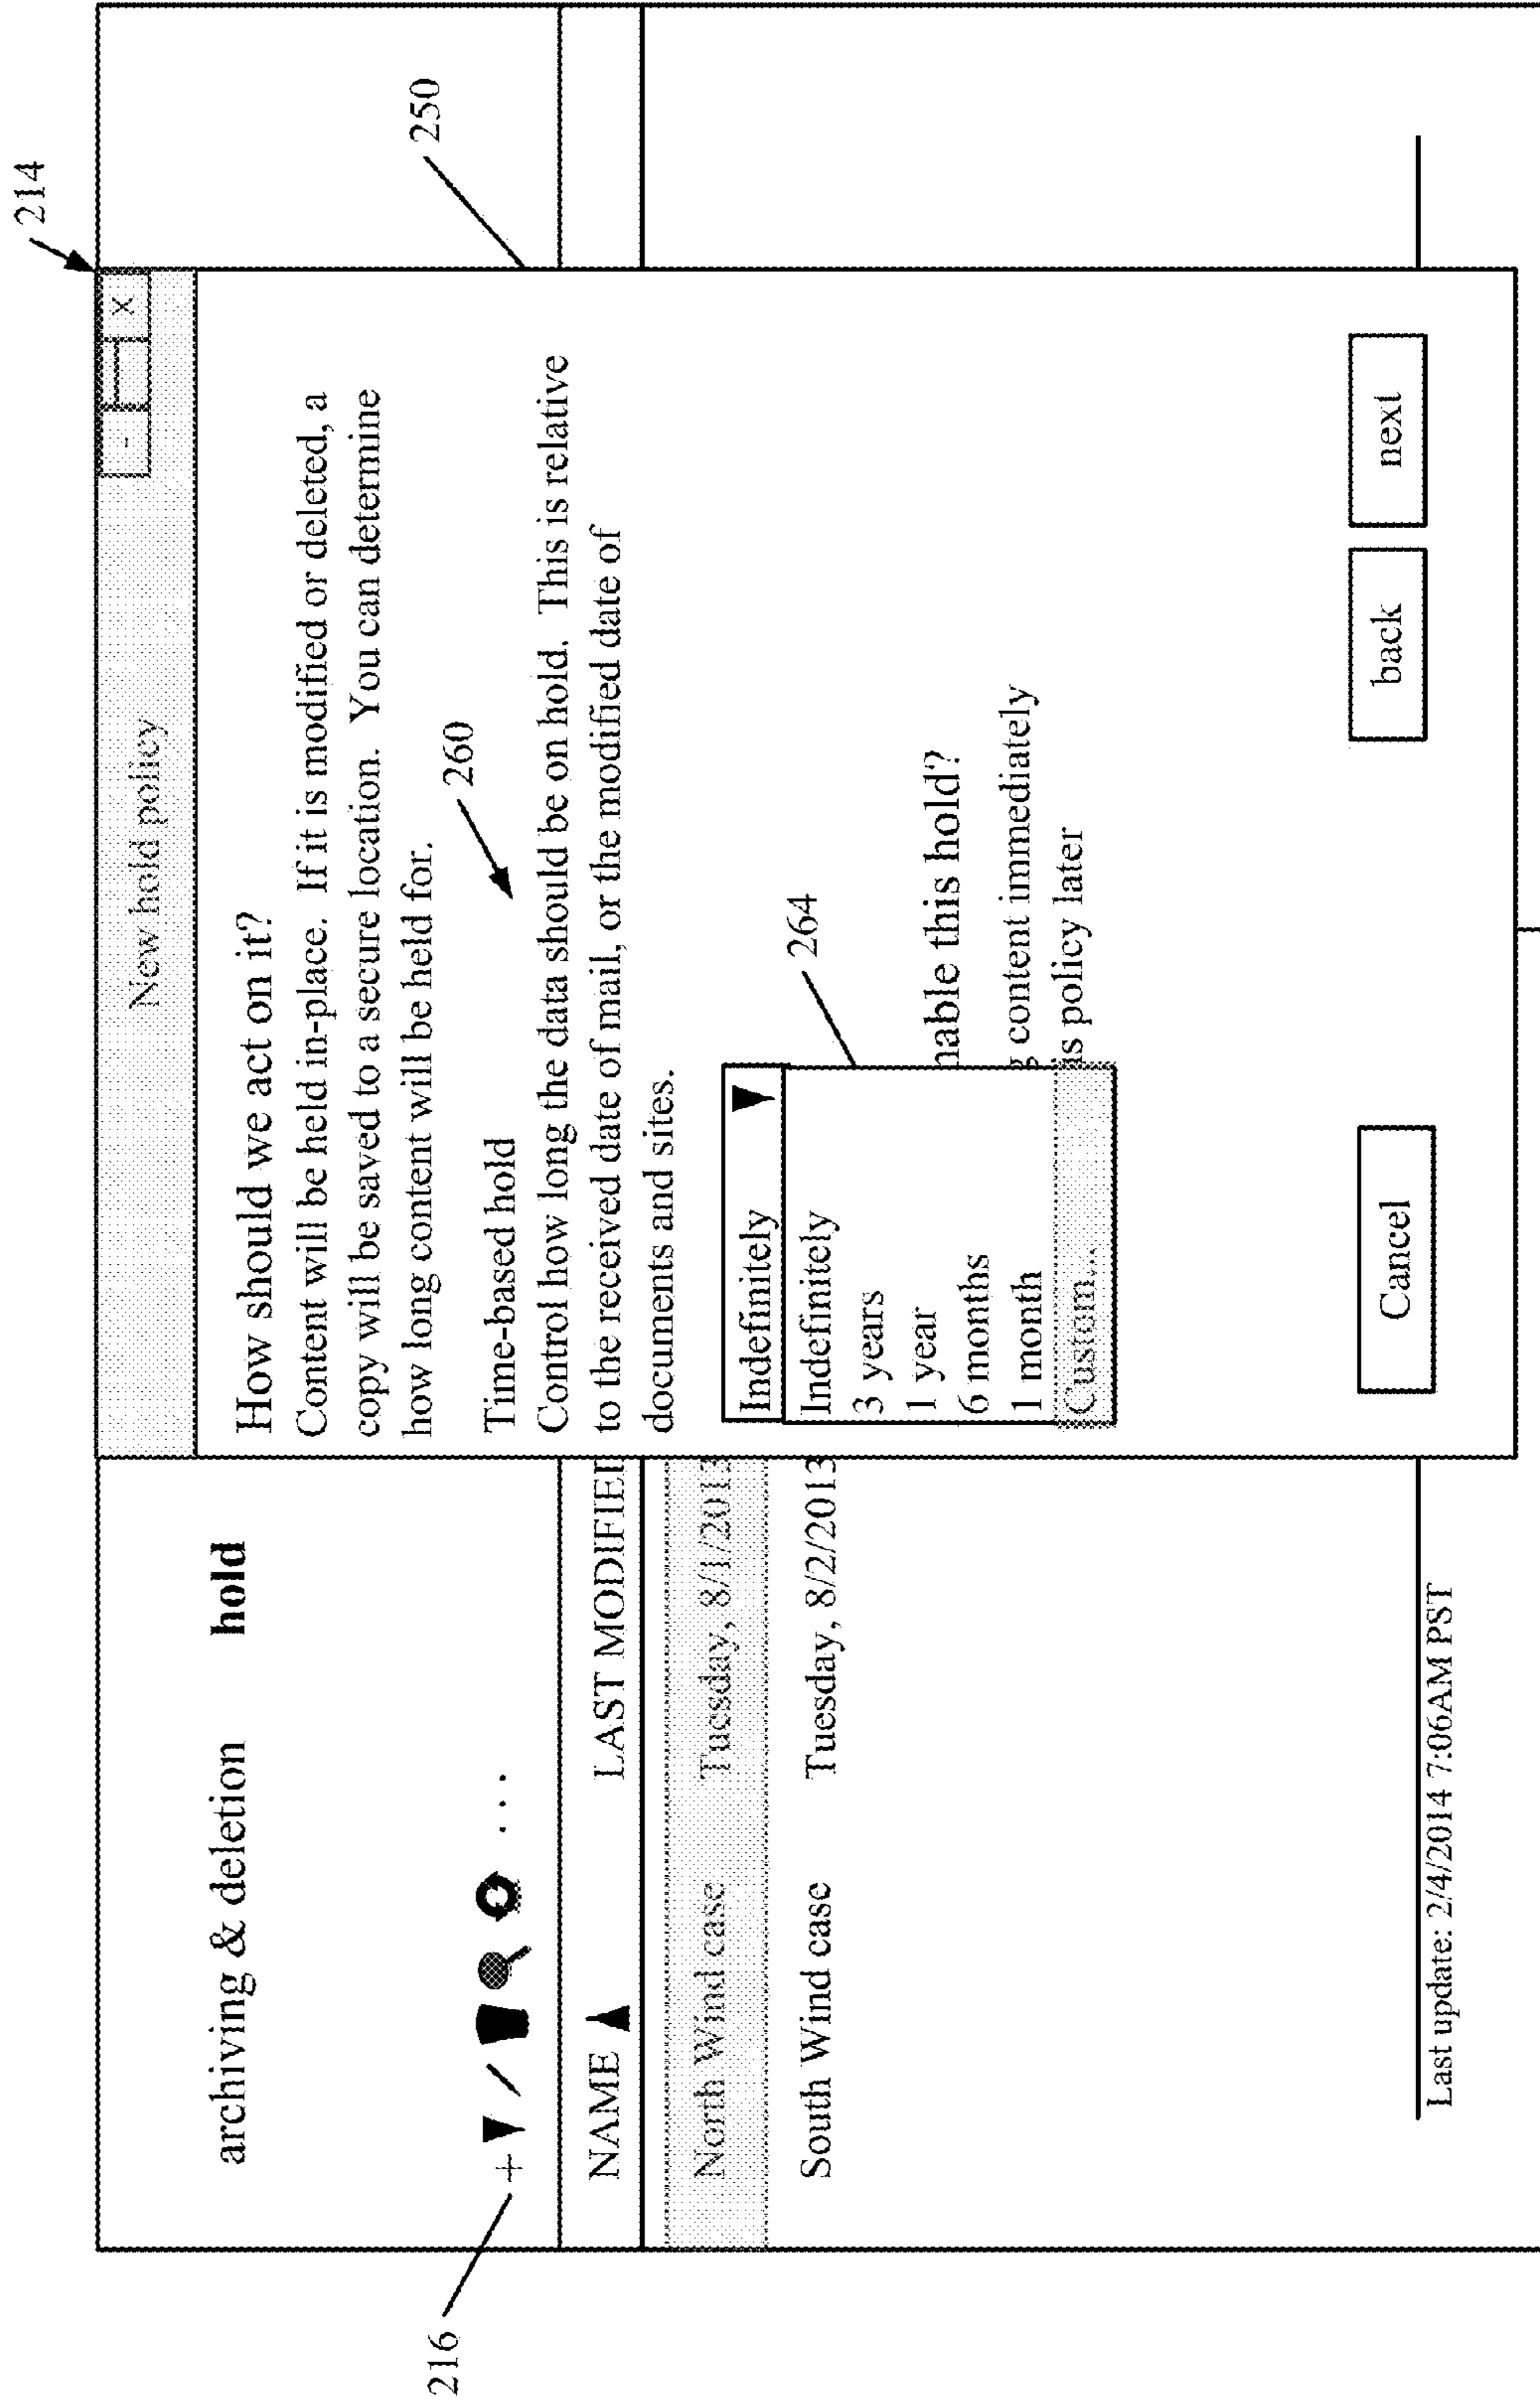 214
archiving & deletion hold
216
+ / ...
NAME LAST MODIFIED
North Wind case Tuesday, 8/1/2013
South Wind case Tuesday, 8/2/2013
Last update: 2/4/2014 7:06AM PST
New hold policy
- X
250
How should we act on it?
Content will be held in-place. If it is modified or deleted, a
copy will be saved to a secure location. You can determine
how long content will be held for.
260
Time-based hold
Control how long the data should be on hold. This is relative
to the received date of mail, or the modified date of
documents and sites.
Indefinitely
264
Indefinitely
3 years
1 year
6 months
1 month
Custom...
nable this hold?
g content immediately
is policy later
Cancel
back
next